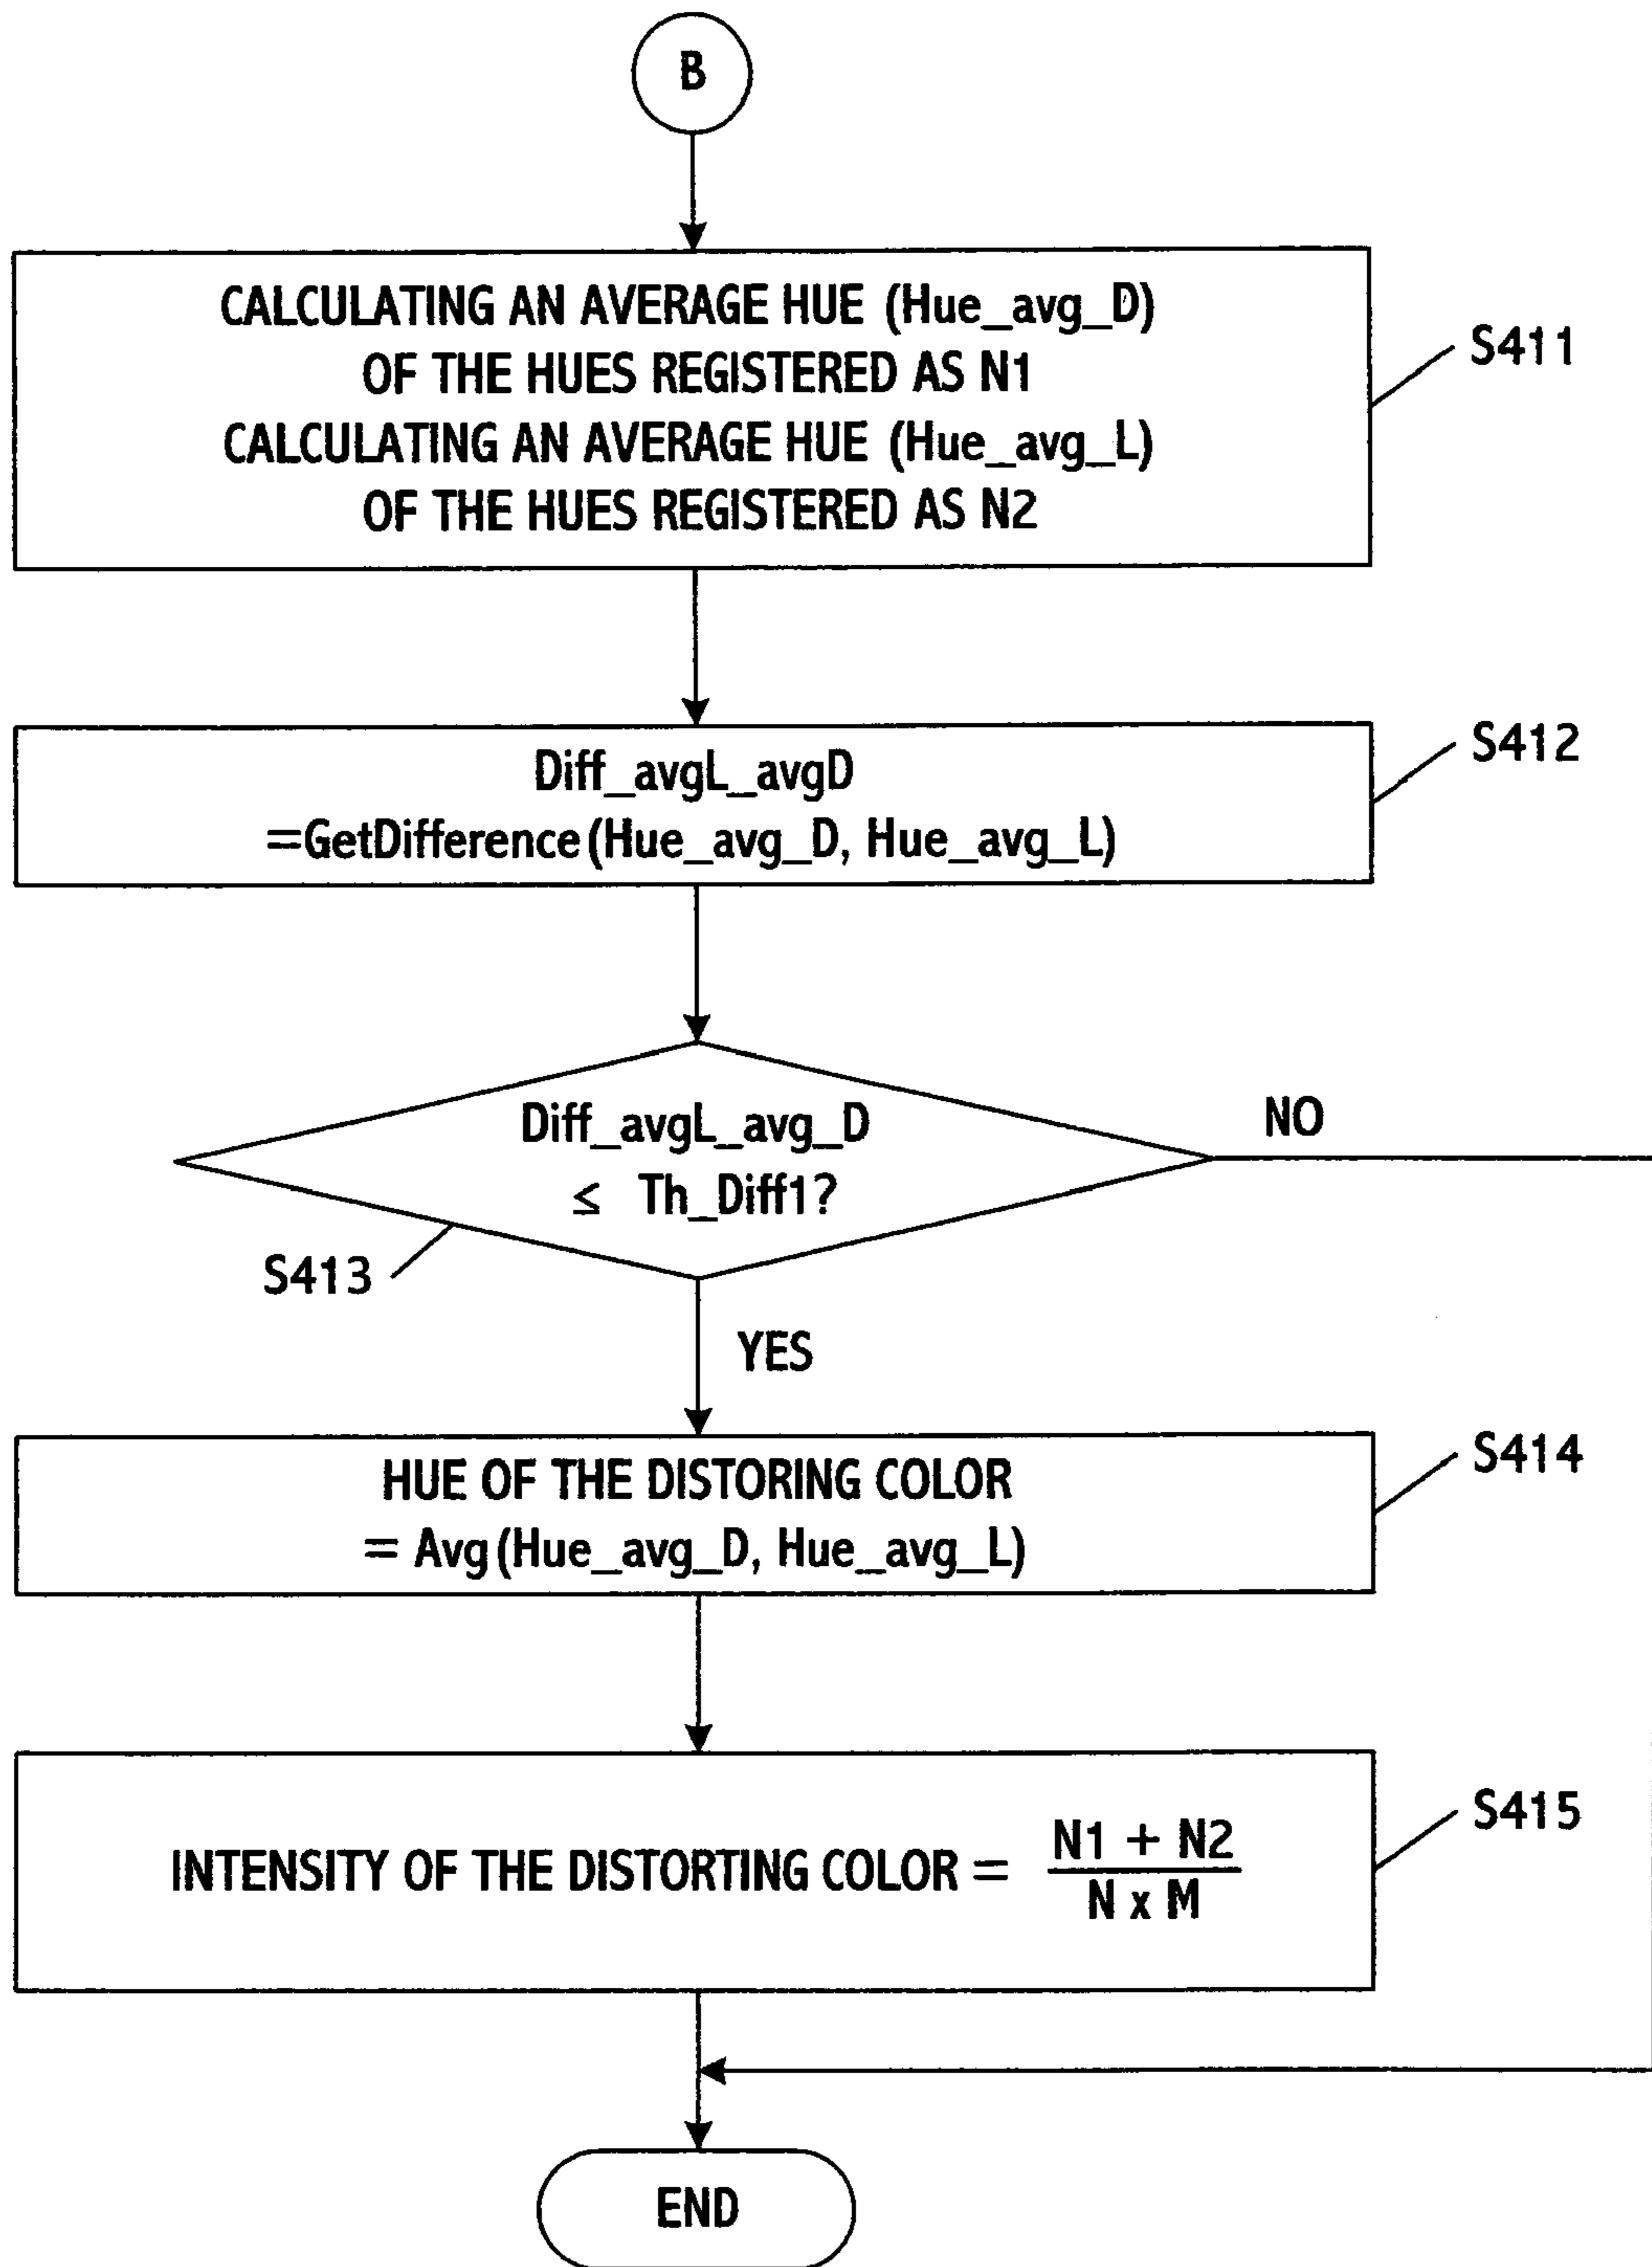 B
CALCULATING AN AVERAGE HUE (Hue_avg_D)
OF THE HUES REGISTERED AS N1
CALCULATING AN AVERAGE HUE (Hue_avg_L)
OF THE HUES REGISTERED AS N2
S411
Diff_avgL_avgD
=GetDifference(Hue_avg_D, Hue_avg_L)
S412
Diff_avgL_avg_D
≤ Th_Diff1?
NO
S413
YES
HUE OF THE DISTORING COLOR
= Avg(Hue_avg_D, Hue_avg_L)
S414
INTENSITY OF THE DISTORTING COLOR =
N1 + N2
N x M
S415
END